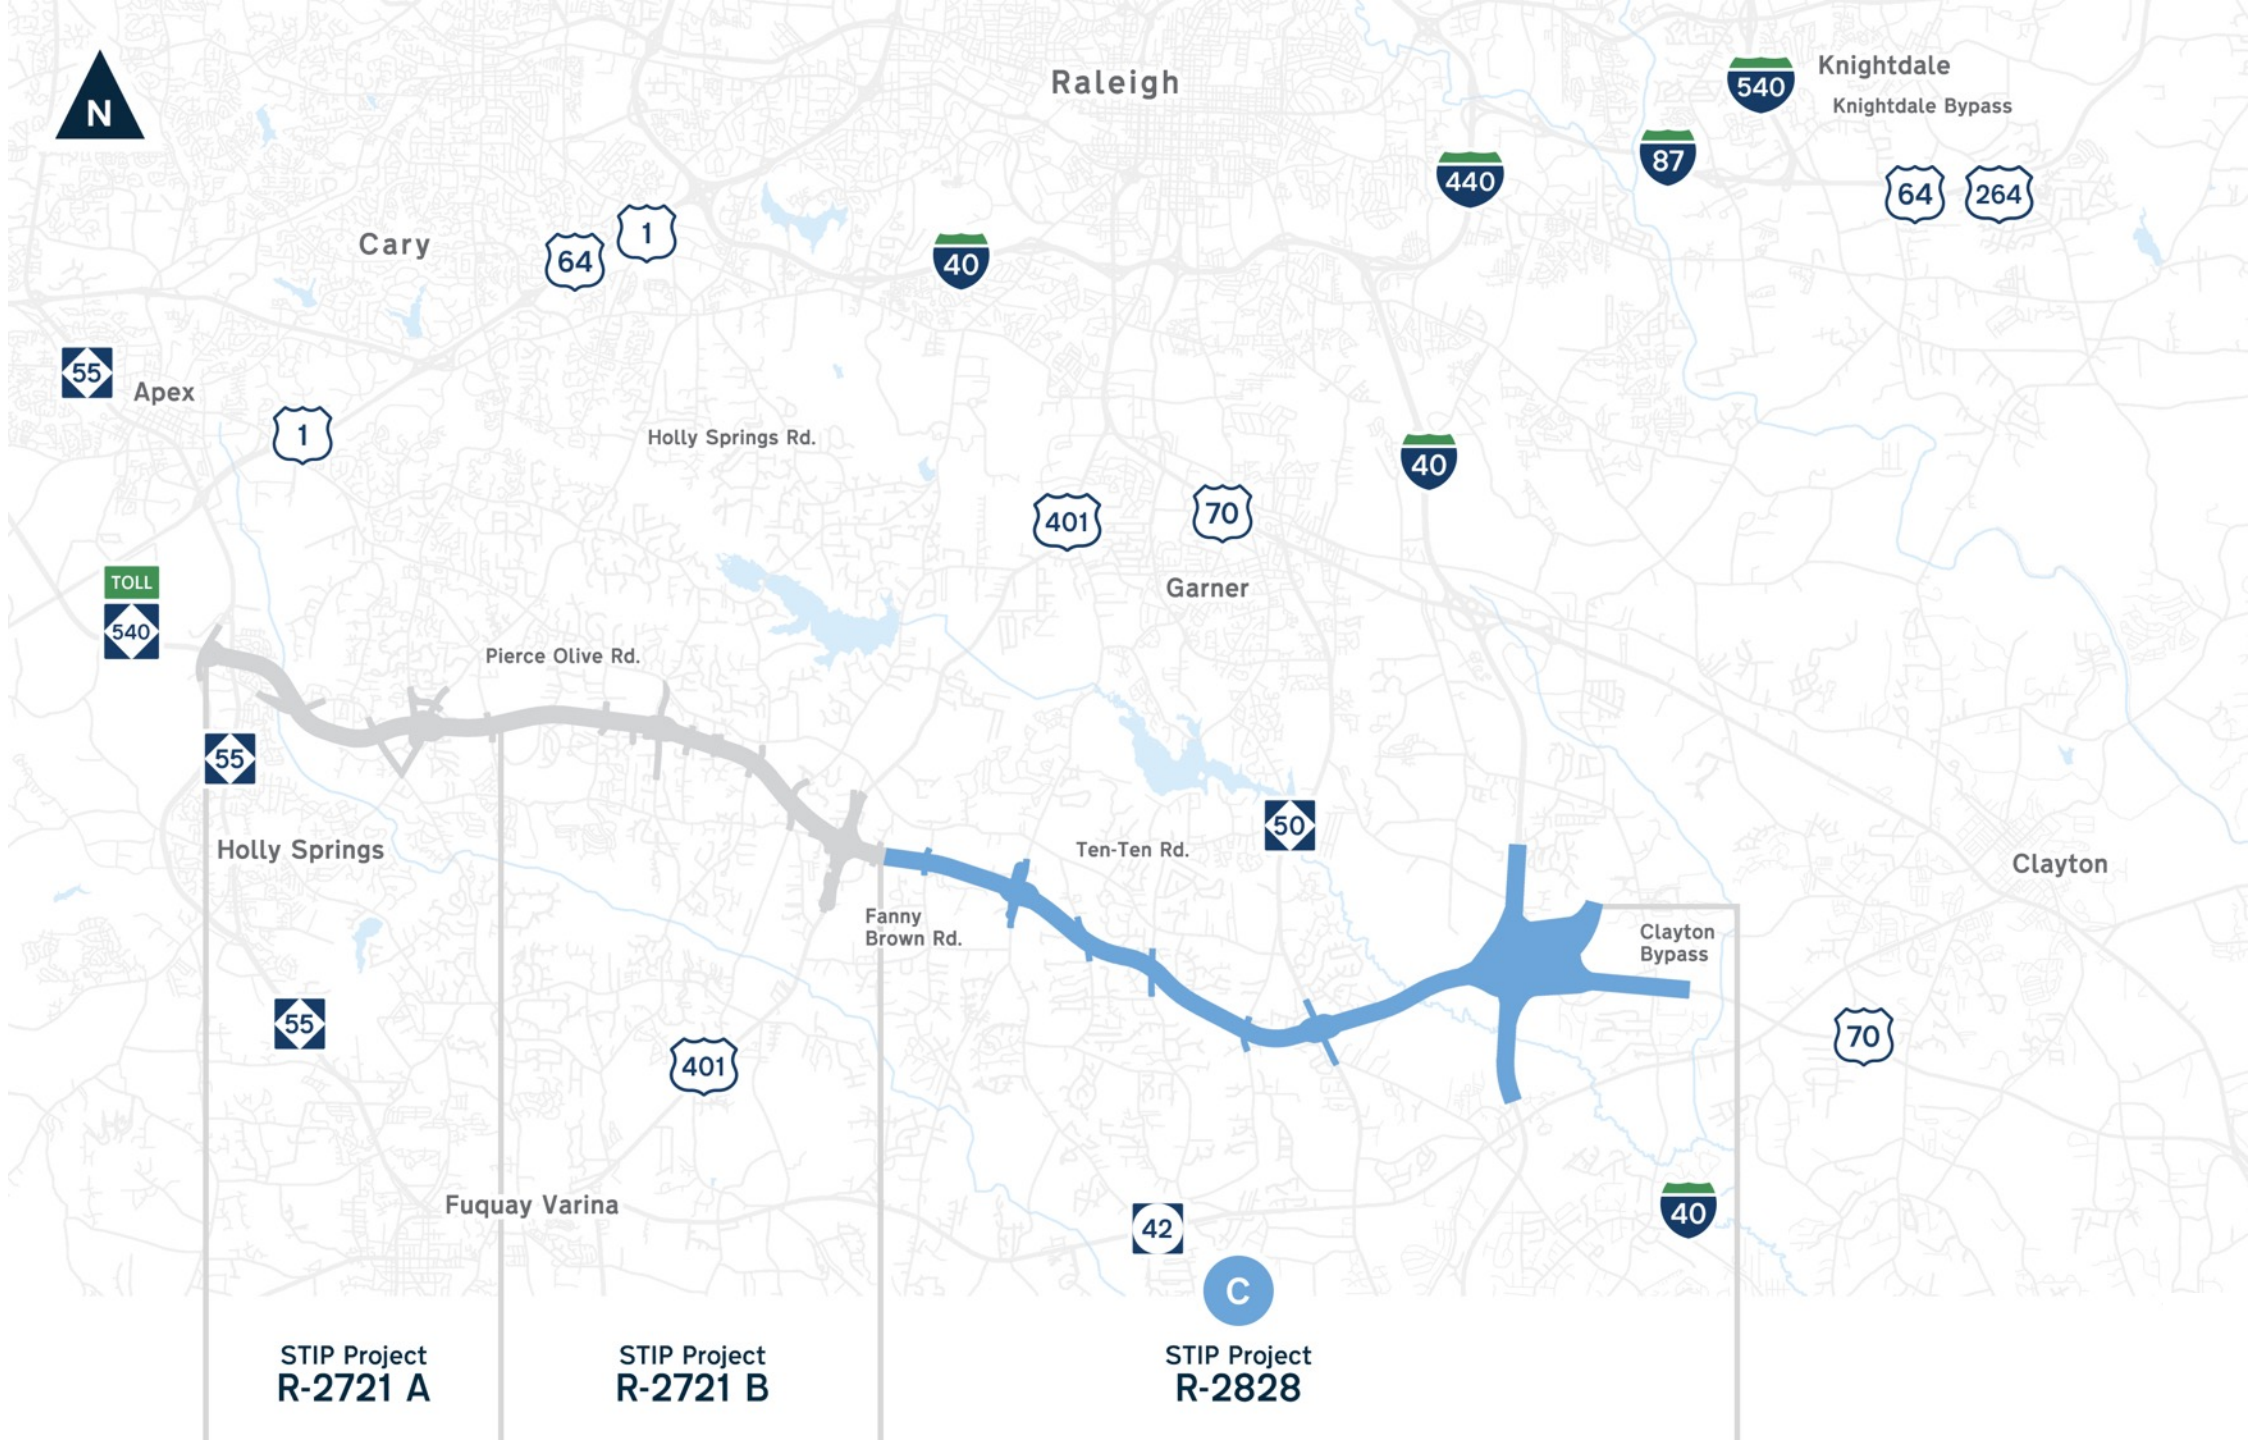 N
Raleigh
540
Knightdale
Knightdale Bypass
87
440
64
264
Cary
64
1
40
55
Apex
1
Holly Springs Rd.
40
401
70
Garner
TOLL
540
Pierce Olive Rd.
55
Holly Springs
50
Ten-Ten Rd.
Clayton
Fanny
Brown Rd.
Clayton
Bypass
55
401
70
Fuquay Varina
42
40
C
STIP Project
R-2721 A
STIP Project
R-2721 B
STIP Project
R-2828